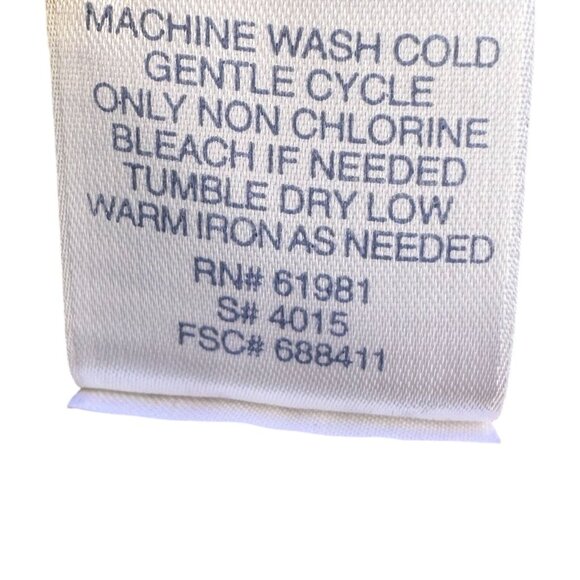 MACHINE WASH COLD
GENTLE CYCLE
ONLY NON CHLORINE
BLEACH IF NEEDED
TUMBLE DRY LOW
WARM IRON AS NEEDED
RN# 61981
S# 4015
FSC# 688411